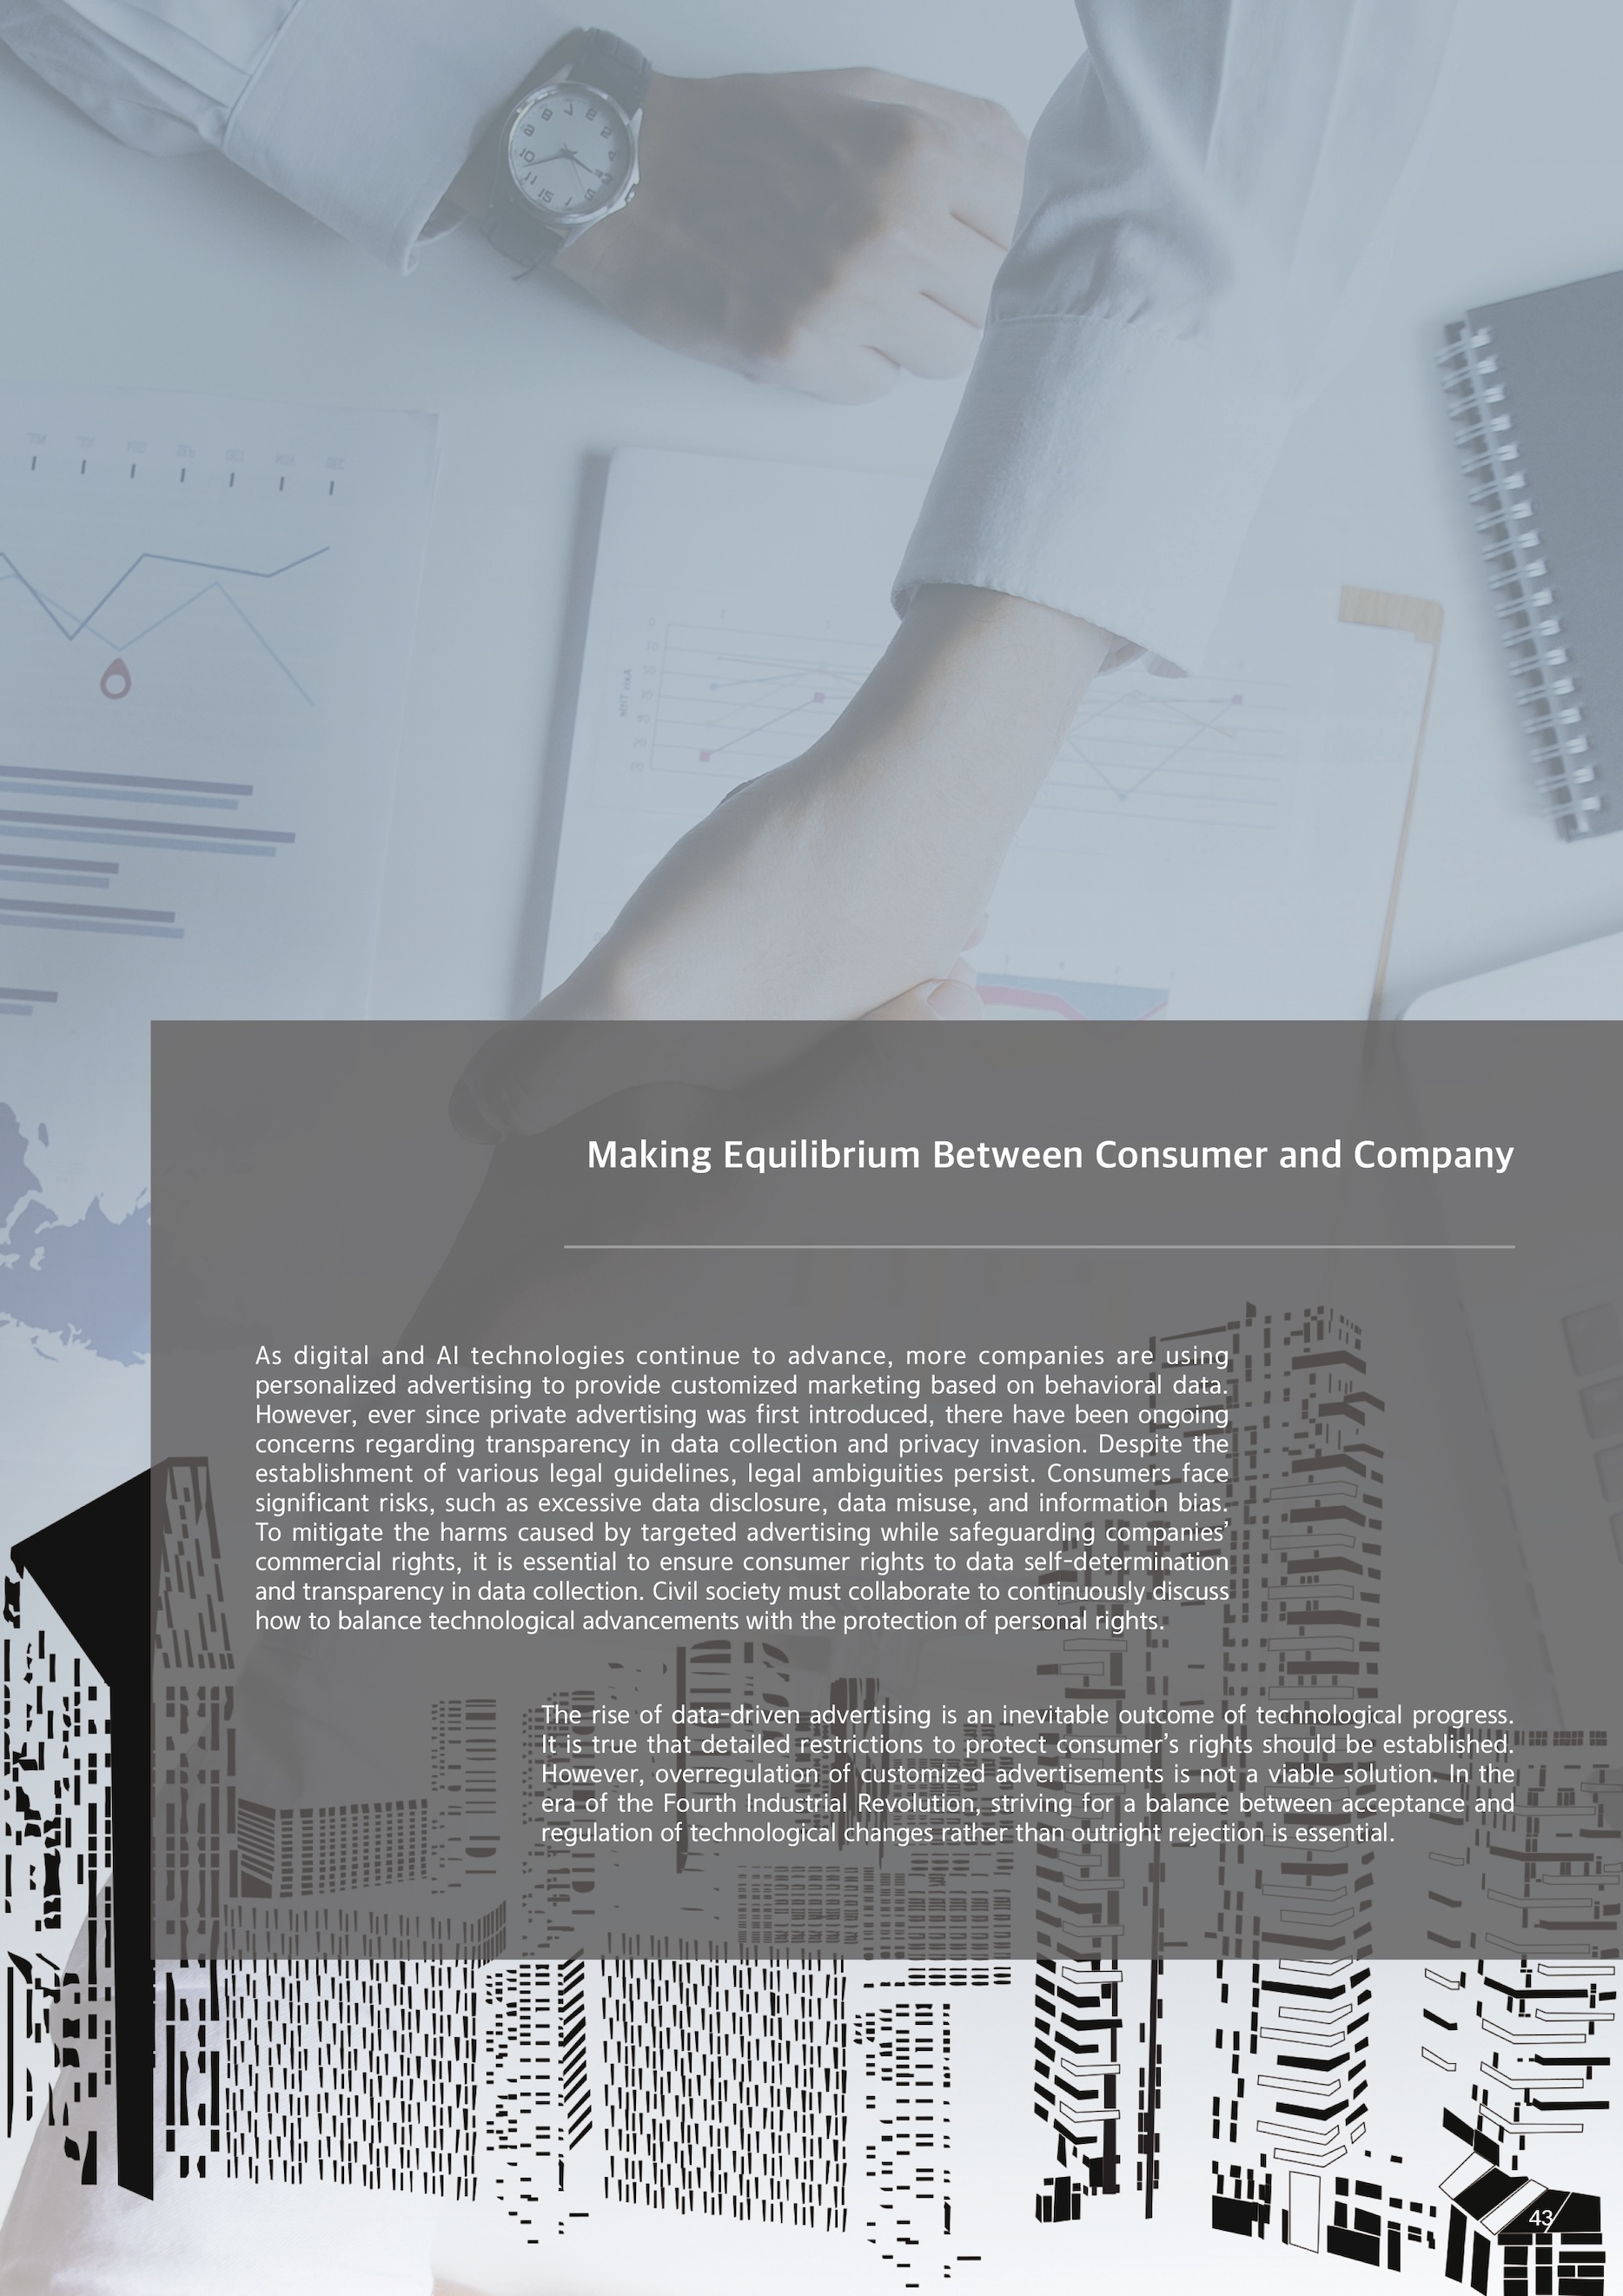 Making Equilibrium Between Consumer and Company
As digital and AI technologies continue to advance, more companies are using
personalized advertising to provide customized marketing based on behavioral data.
However, ever since private advertising was first introduced, there have been ongoing
concerns regarding transparency in data collection and privacy invasion. Despite the
establishment of various legal guidelines, legal ambiguities persist. Consumers face
significant risks, such as excessive data disclosure, data misuse, and information bias.
To mitigate the harms caused by targeted advertising while safeguarding companies’
commercial rights, it is essential to ensure consumer rights to data self-determination
and transparency in data collection. Civil society must collaborate to continuously discuss
how to balance technological advancements with the protection of personal rights.
The rise of data-driven advertising is an inevitable outcome of technological progress.
It is true that detailed restrictions to protect consumer’s rights should be established.
However, overregulation of customized advertisements is not a viable solution. In the
era of the Fourth Industrial Revolution, striving for a balance between acceptance and
regulation of technological changes rather than outright rejection is essential.
43